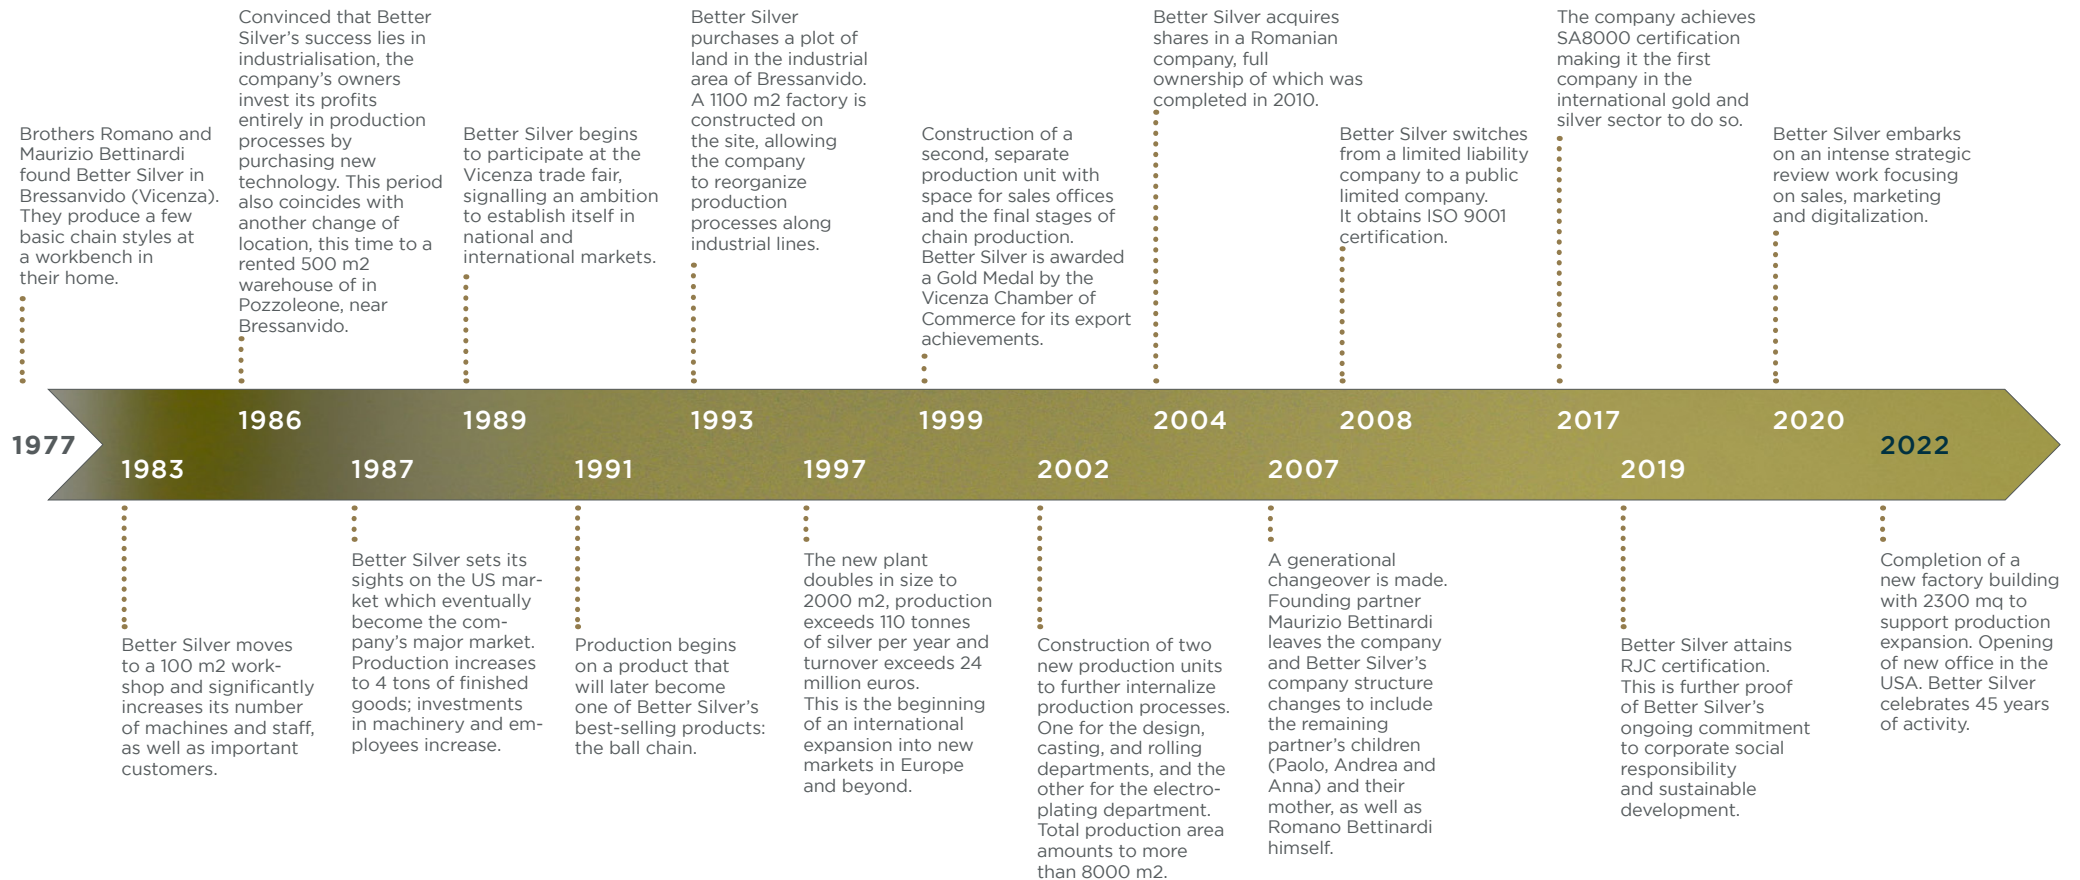 Brothers Romano and
Maurizio Bettinardi
found Better Silver in
Bressanvido (Vicenza).
They produce a few
basic chain styles at
a workbench in
their home.
1977
1983
Better Silver moves
to a 100 m2 work-
shop and significantly
increases its number
of machines and staff,
as well as important
customers.
Convinced that Better
Silver’s success lies in
industrialisation, the
company’s owners
invest its profits
entirely in production
processes by
purchasing new
technology. This period
also coincides with
another change of
location, this time to a
rented 500 m2
warehouse of in
Pozzoleone, near
Bressanvido.
1986
1987
Better Silver sets its
sights on the US mar-
ket which eventually
become the com-
pany’s major market.
Production increases
to 4 tons of finished
goods; investments
in machinery and em-
ployees increase.
Better Silver begins
to participate at the
Vicenza trade fair,
signalling an ambition
to establish itself in
national and
international markets.
1989
1991
Production begins
on a product that
will later become
one of Better Silver’s
best-selling products:
the ball chain.
Better Silver
purchases a plot of
land in the industrial
area of Bressanvido.
A 1100 m2 factory is
constructed on
the site, allowing
the company
to reorganize
production
processes along
industrial lines.
1993
1997
The new plant
doubles in size to
2000 m2, production
exceeds 110 tonnes
of silver per year and
turnover exceeds 24
million euros.
This is the beginning
of an international
expansion into new
markets in Europe
and beyond.
Construction of a
second, separate
production unit with
space for sales offices
and the final stages of
chain production.
Better Silver is awarded
a Gold Medal by the
Vicenza Chamber of
Commerce for its export
achievements.
1999
2002
Construction of two
new production units
to further internalize
production processes.
One for the design,
casting, and rolling
departments, and the
other for the electro-
plating department.
Total production area
amounts to more
than 8000 m2.
Better Silver acquires
shares in a Romanian
company, full
ownership of which was
completed in 2010.
2004
2007
A generational
changeover is made.
Founding partner
Maurizio Bettinardi
leaves the company
and Better Silver’s
company structure
changes to include
the remaining
partner’s children
(Paolo, Andrea and
Anna) and their
mother, as well as
Romano Bettinardi
himself.
Better Silver switches
from a limited liability
company to a public
limited company.
It obtains ISO 9001
certification.
2008
The company achieves
SA8000 certification
making it the first
company in the
international gold and
silver sector to do so.
2017
2019
Better Silver attains
RJC certification.
This is further proof
of Better Silver’s
ongoing commitment
to corporate social
responsibility
and sustainable
development.
Better Silver embarks
on an intense strategic
review work focusing
on sales, marketing
and digitalization.
2020
2022
Completion of a
new factory building
with 2300 mq to
support production
expansion. Opening
of new office in the
USA. Better Silver
celebrates 45 years
of activity.